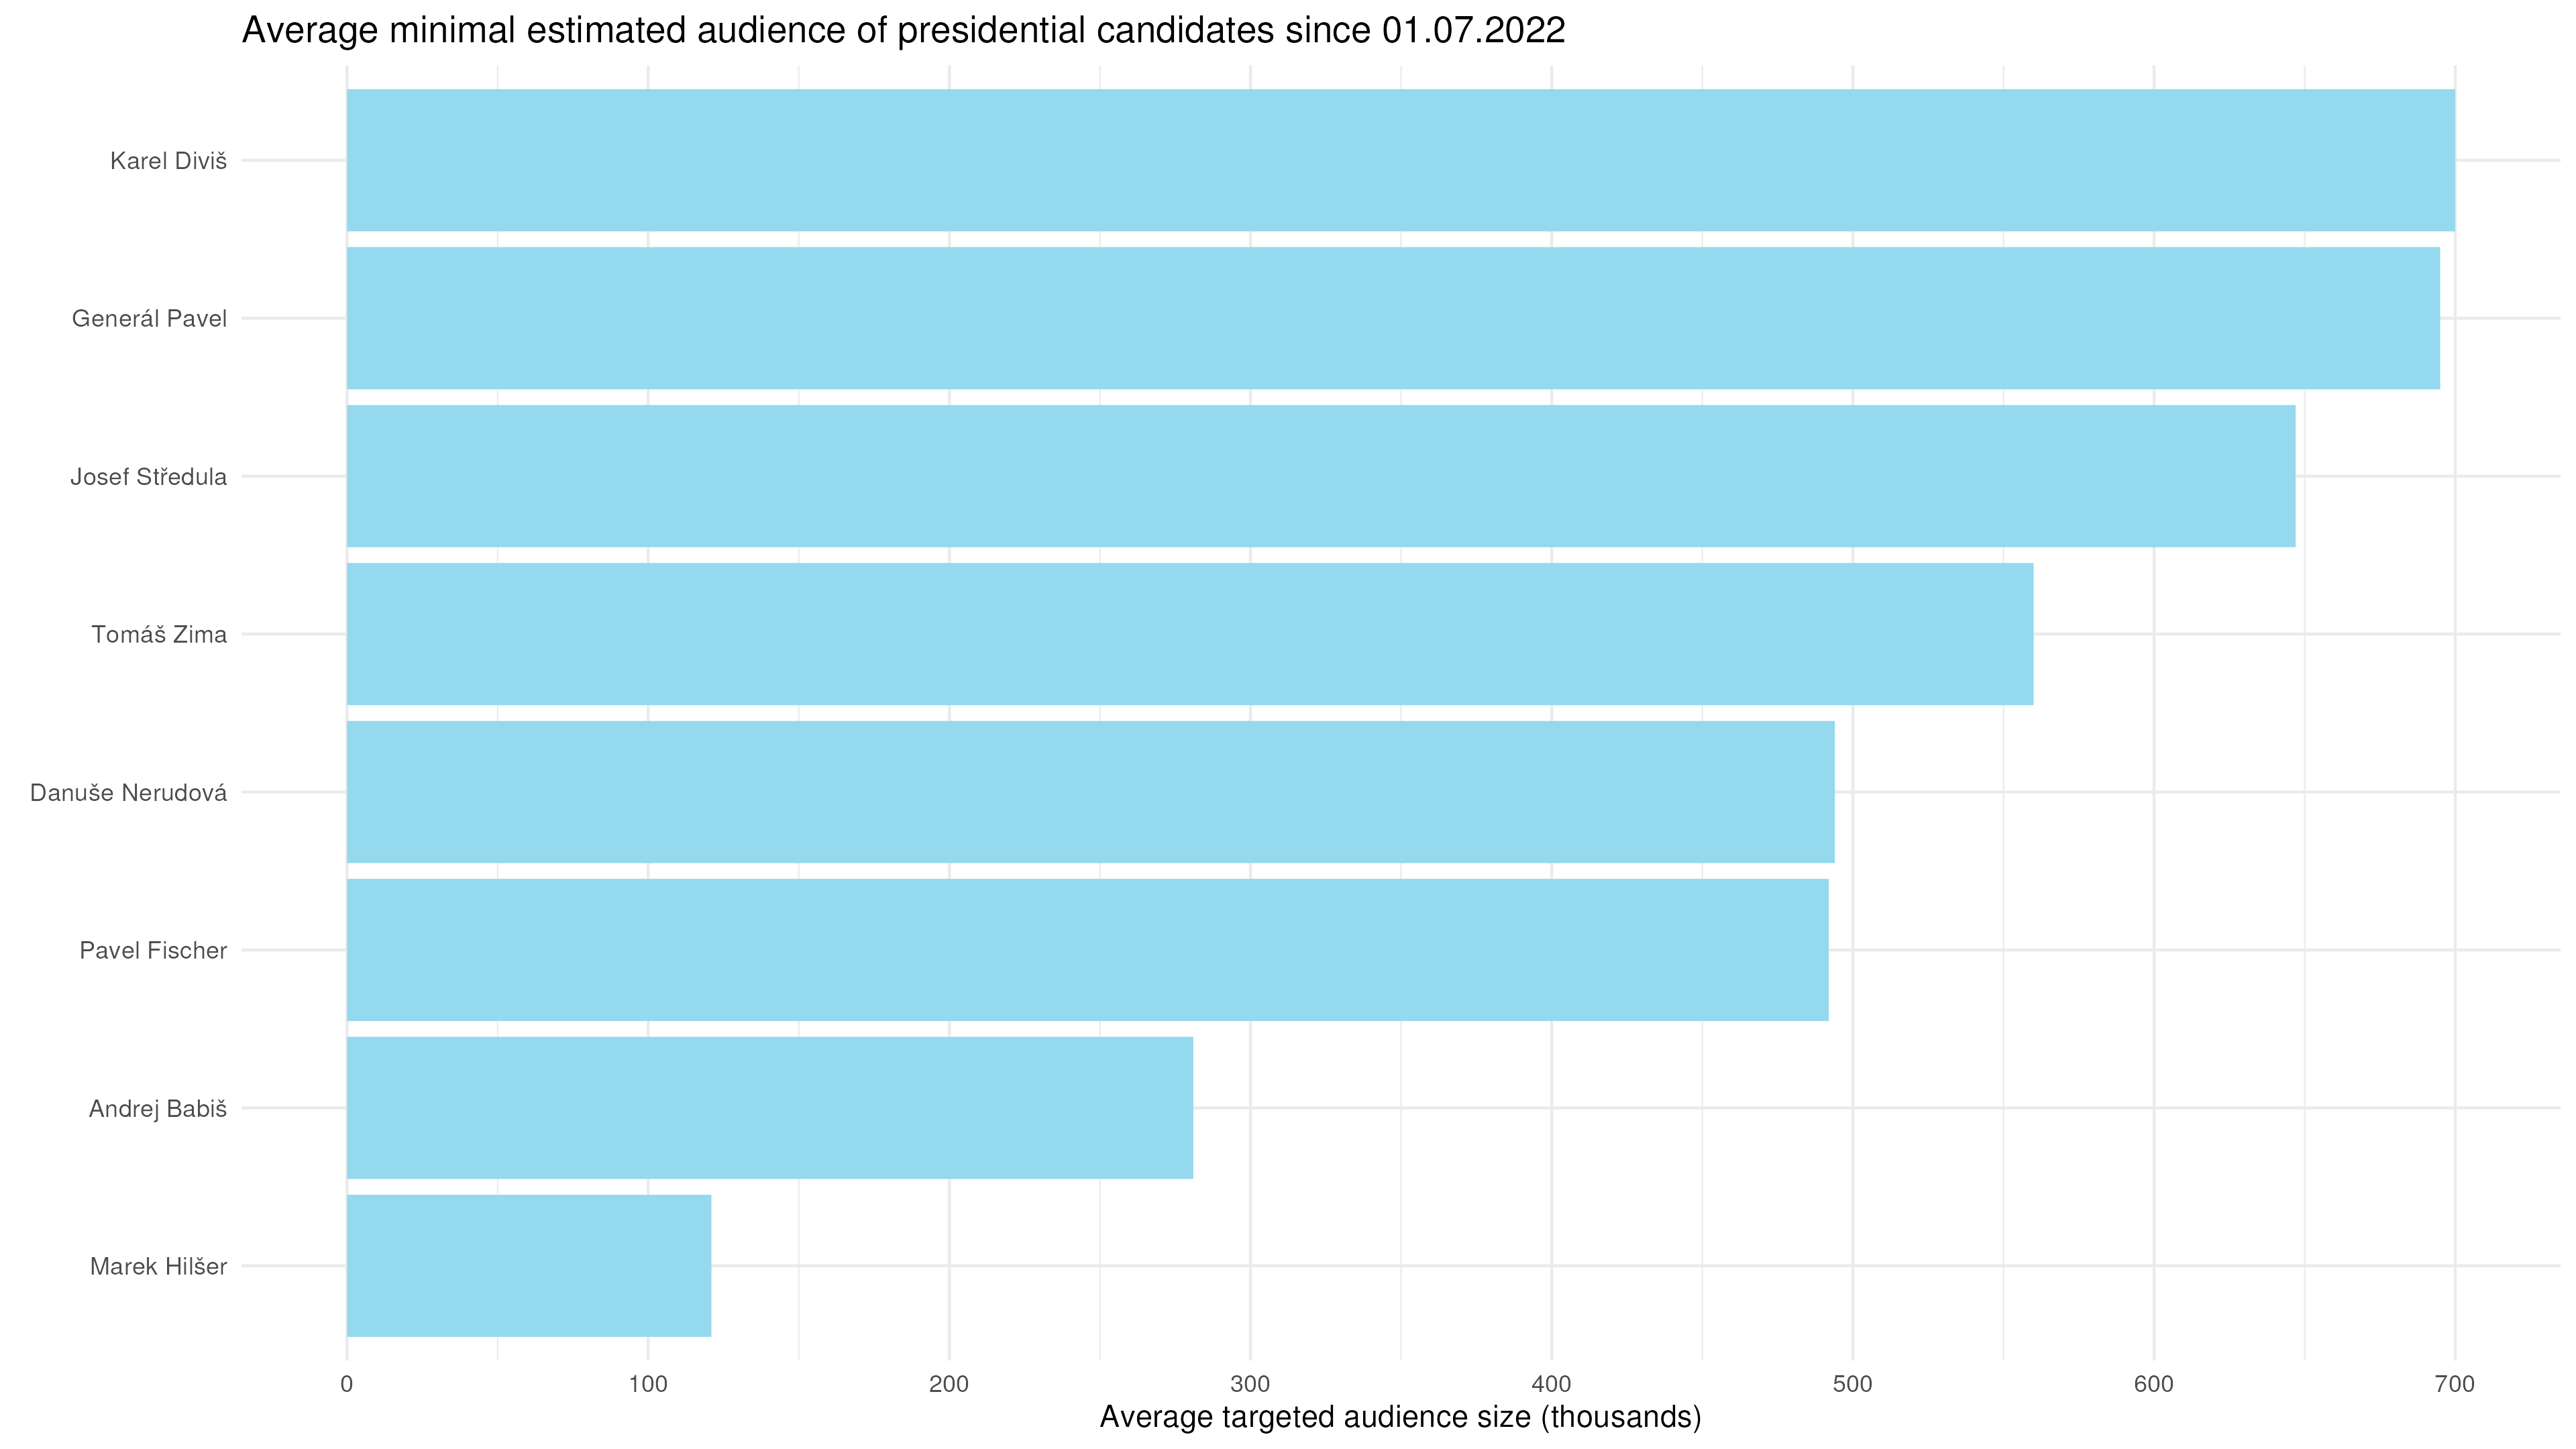 Average minimal estimated audience of presidential candidates since 01.07.2022
Karel Diviš
Generál Pavel
Josef Středula
Tomáš Zima
Danuše Nerudová
Pavel Fischer
Andrej Babiš
Marek Hilšer
0 100 200 300 400 500 600 700
Average targeted audience size (thousands)